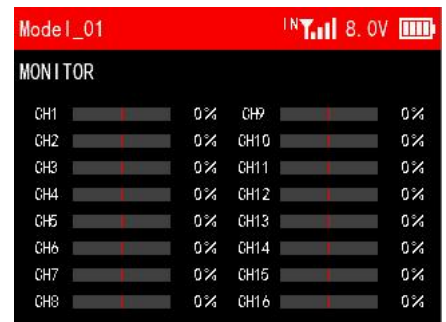 Model_01 IN 8.0V
MONITOR
CH1 0% CH9 0%
CH2 0% CH10 0%
CH3 0% CH11 0%
CH4 0% CH12 0%
CH5 0% CH13 0%
CH6 0% CH14 0%
CH7 0% CH15 0%
CH8 0% CH16 0%